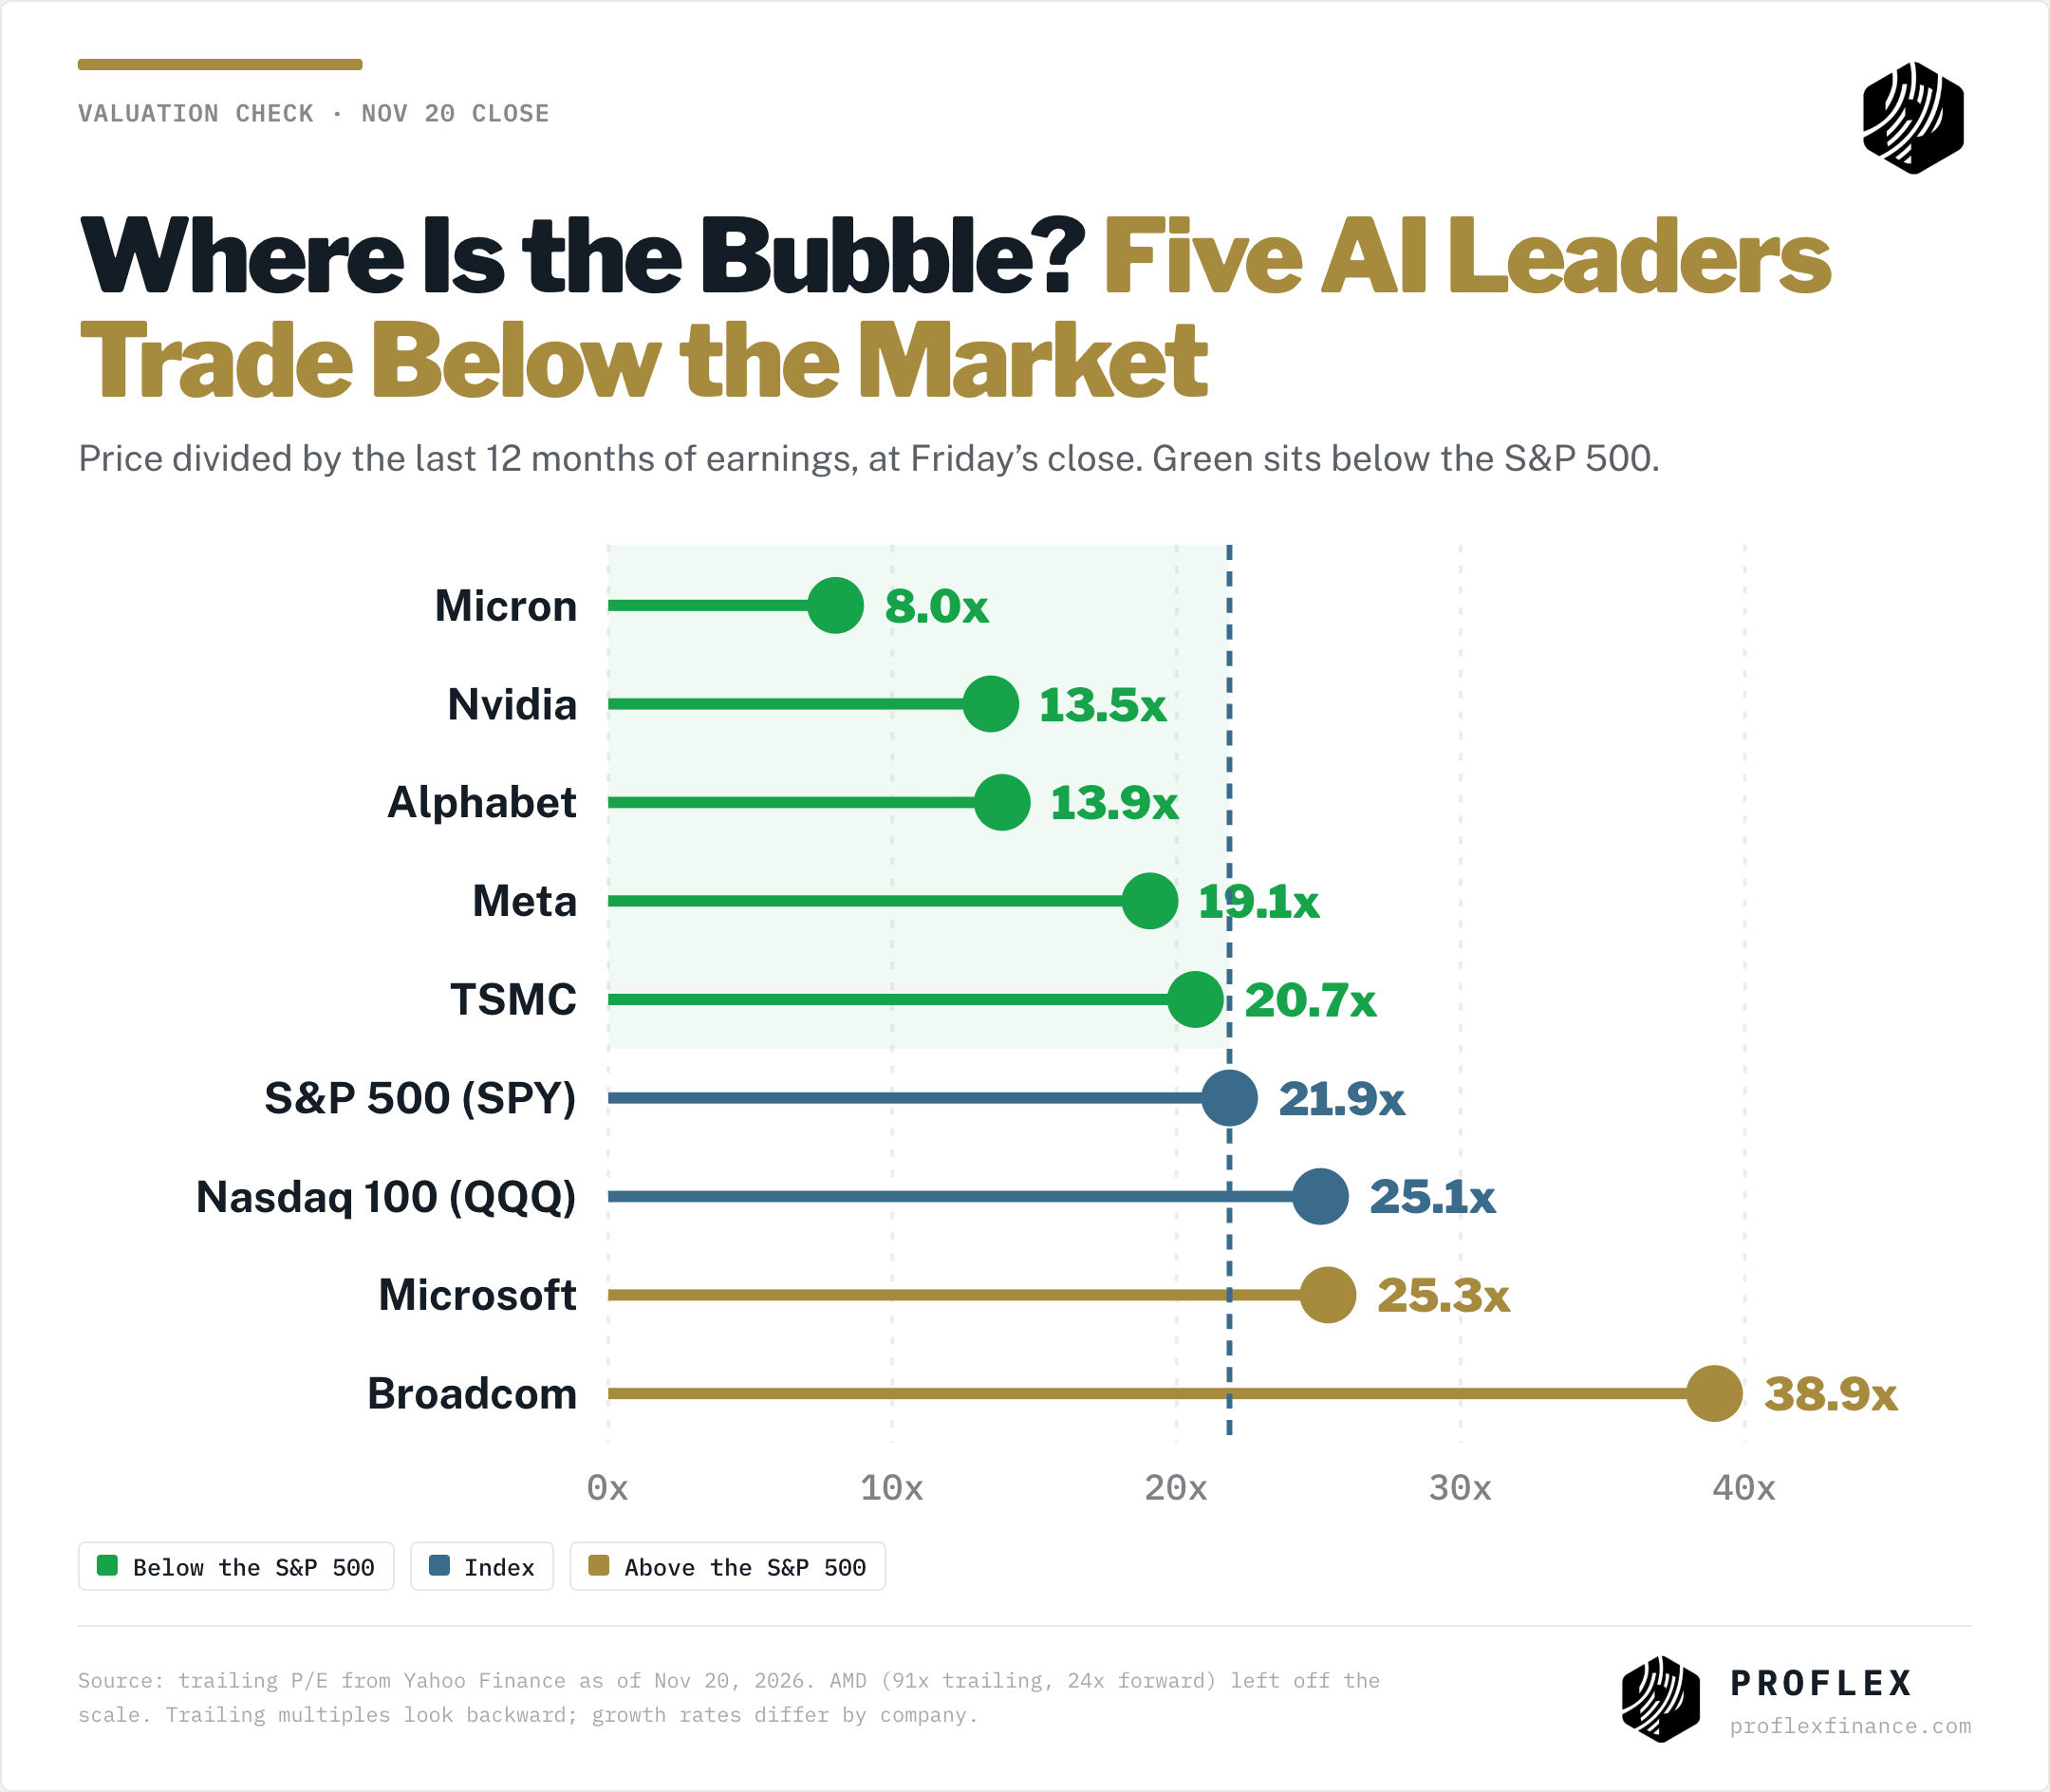 VALUATION CHECK · NOV 20 CLOSE
Where Is the Bubble? Five AI Leaders
Trade Below the Market
Price divided by the last 12 months of earnings, at Friday’s close. Green sits below the S&P 500.
Micron 8.0x
Nvidia 13.5x
Alphabet 13.9x
Meta 19.1x
TSMC 20.7x
S&P 500 (SPY) 21.9x
Nasdaq 100 (QQQ) 25.1x
Microsoft 25.3x
Broadcom 38.9x
0x 10x 20x 30x 40x
Below the S&P 500 Index Above the S&P 500
Source: trailing P/E from Yahoo Finance as of Nov 20, 2026. AMD (91x trailing, 24x forward) left off the
scale. Trailing multiples look backward; growth rates differ by company.
PROFLEX
proflexfinance.com